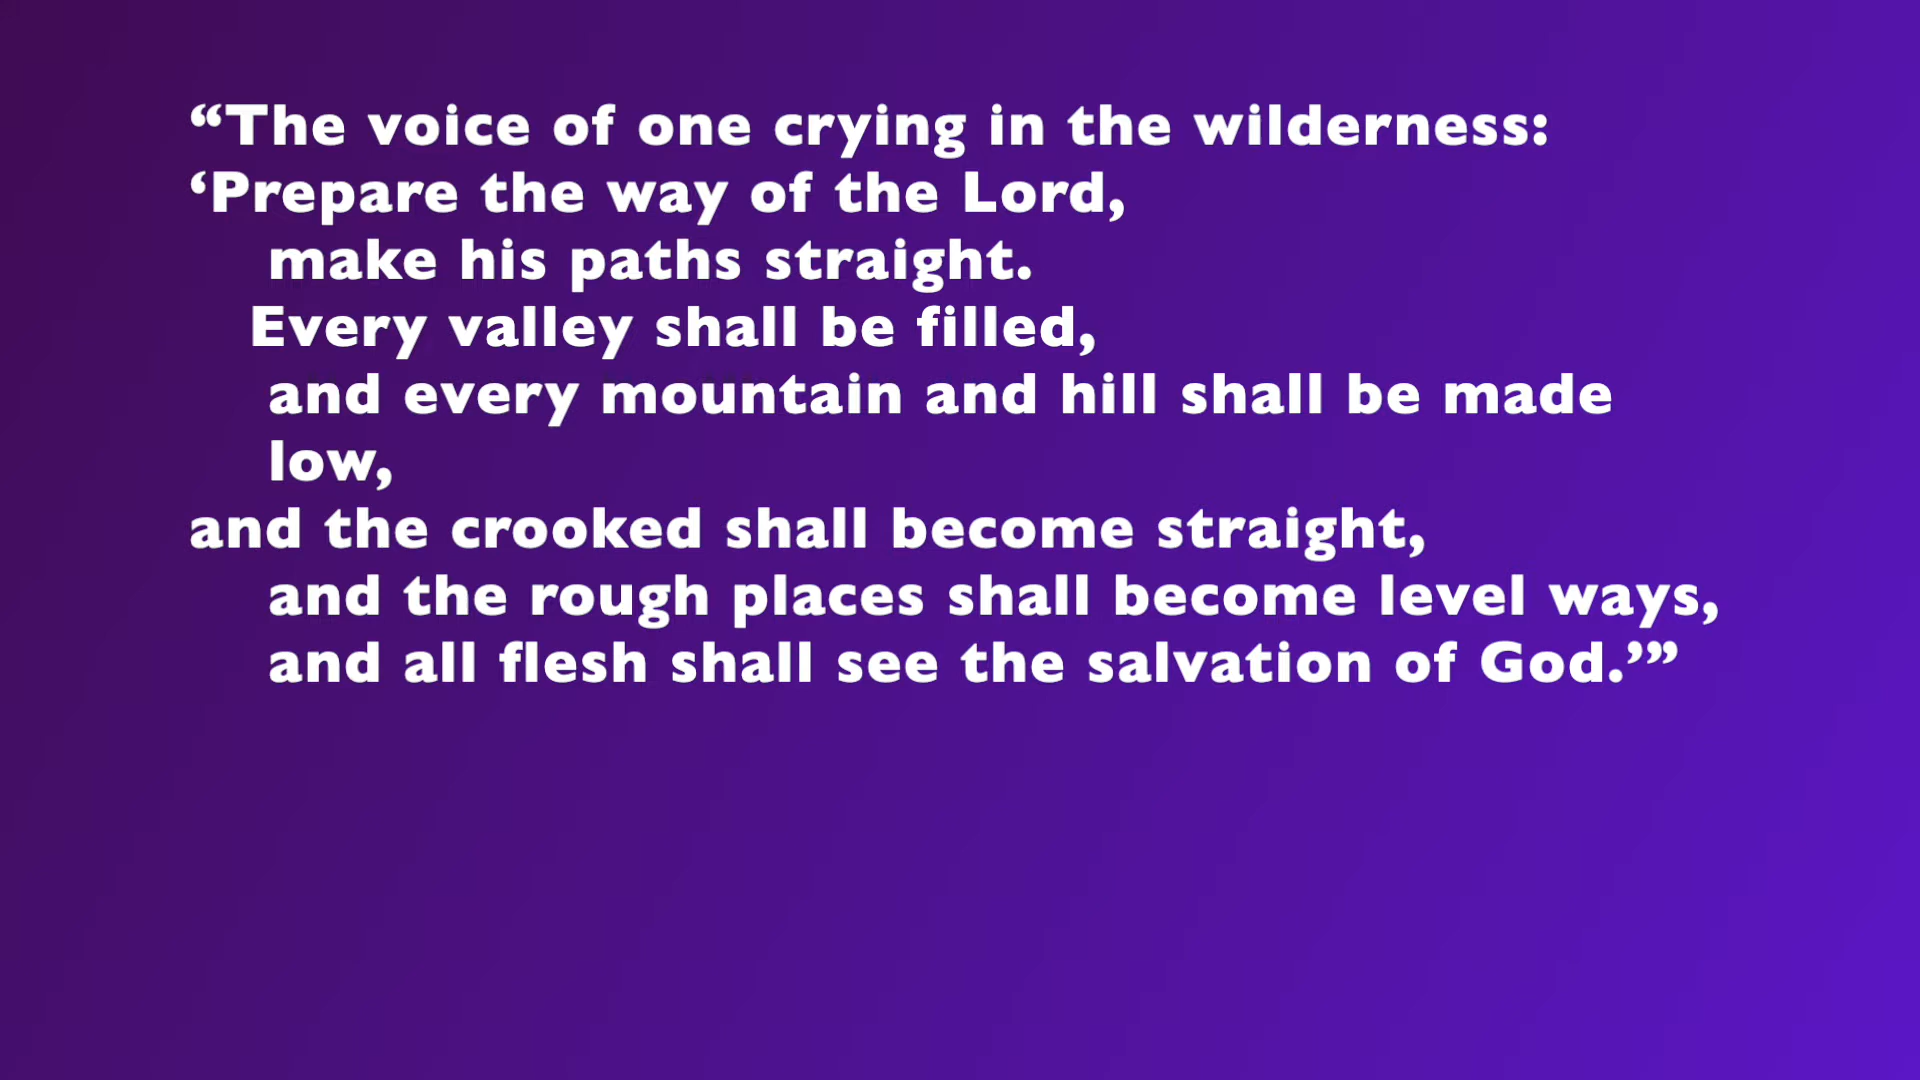 “The voice of one crying in the wilderness:
‘Prepare the way of the Lord,
make his paths straight.
Every valley shall be filled,
and every mountain and hill shall be made
low,
and the crooked shall become straight,
and the rough places shall become level ways,
and all flesh shall see the salvation of God.’”